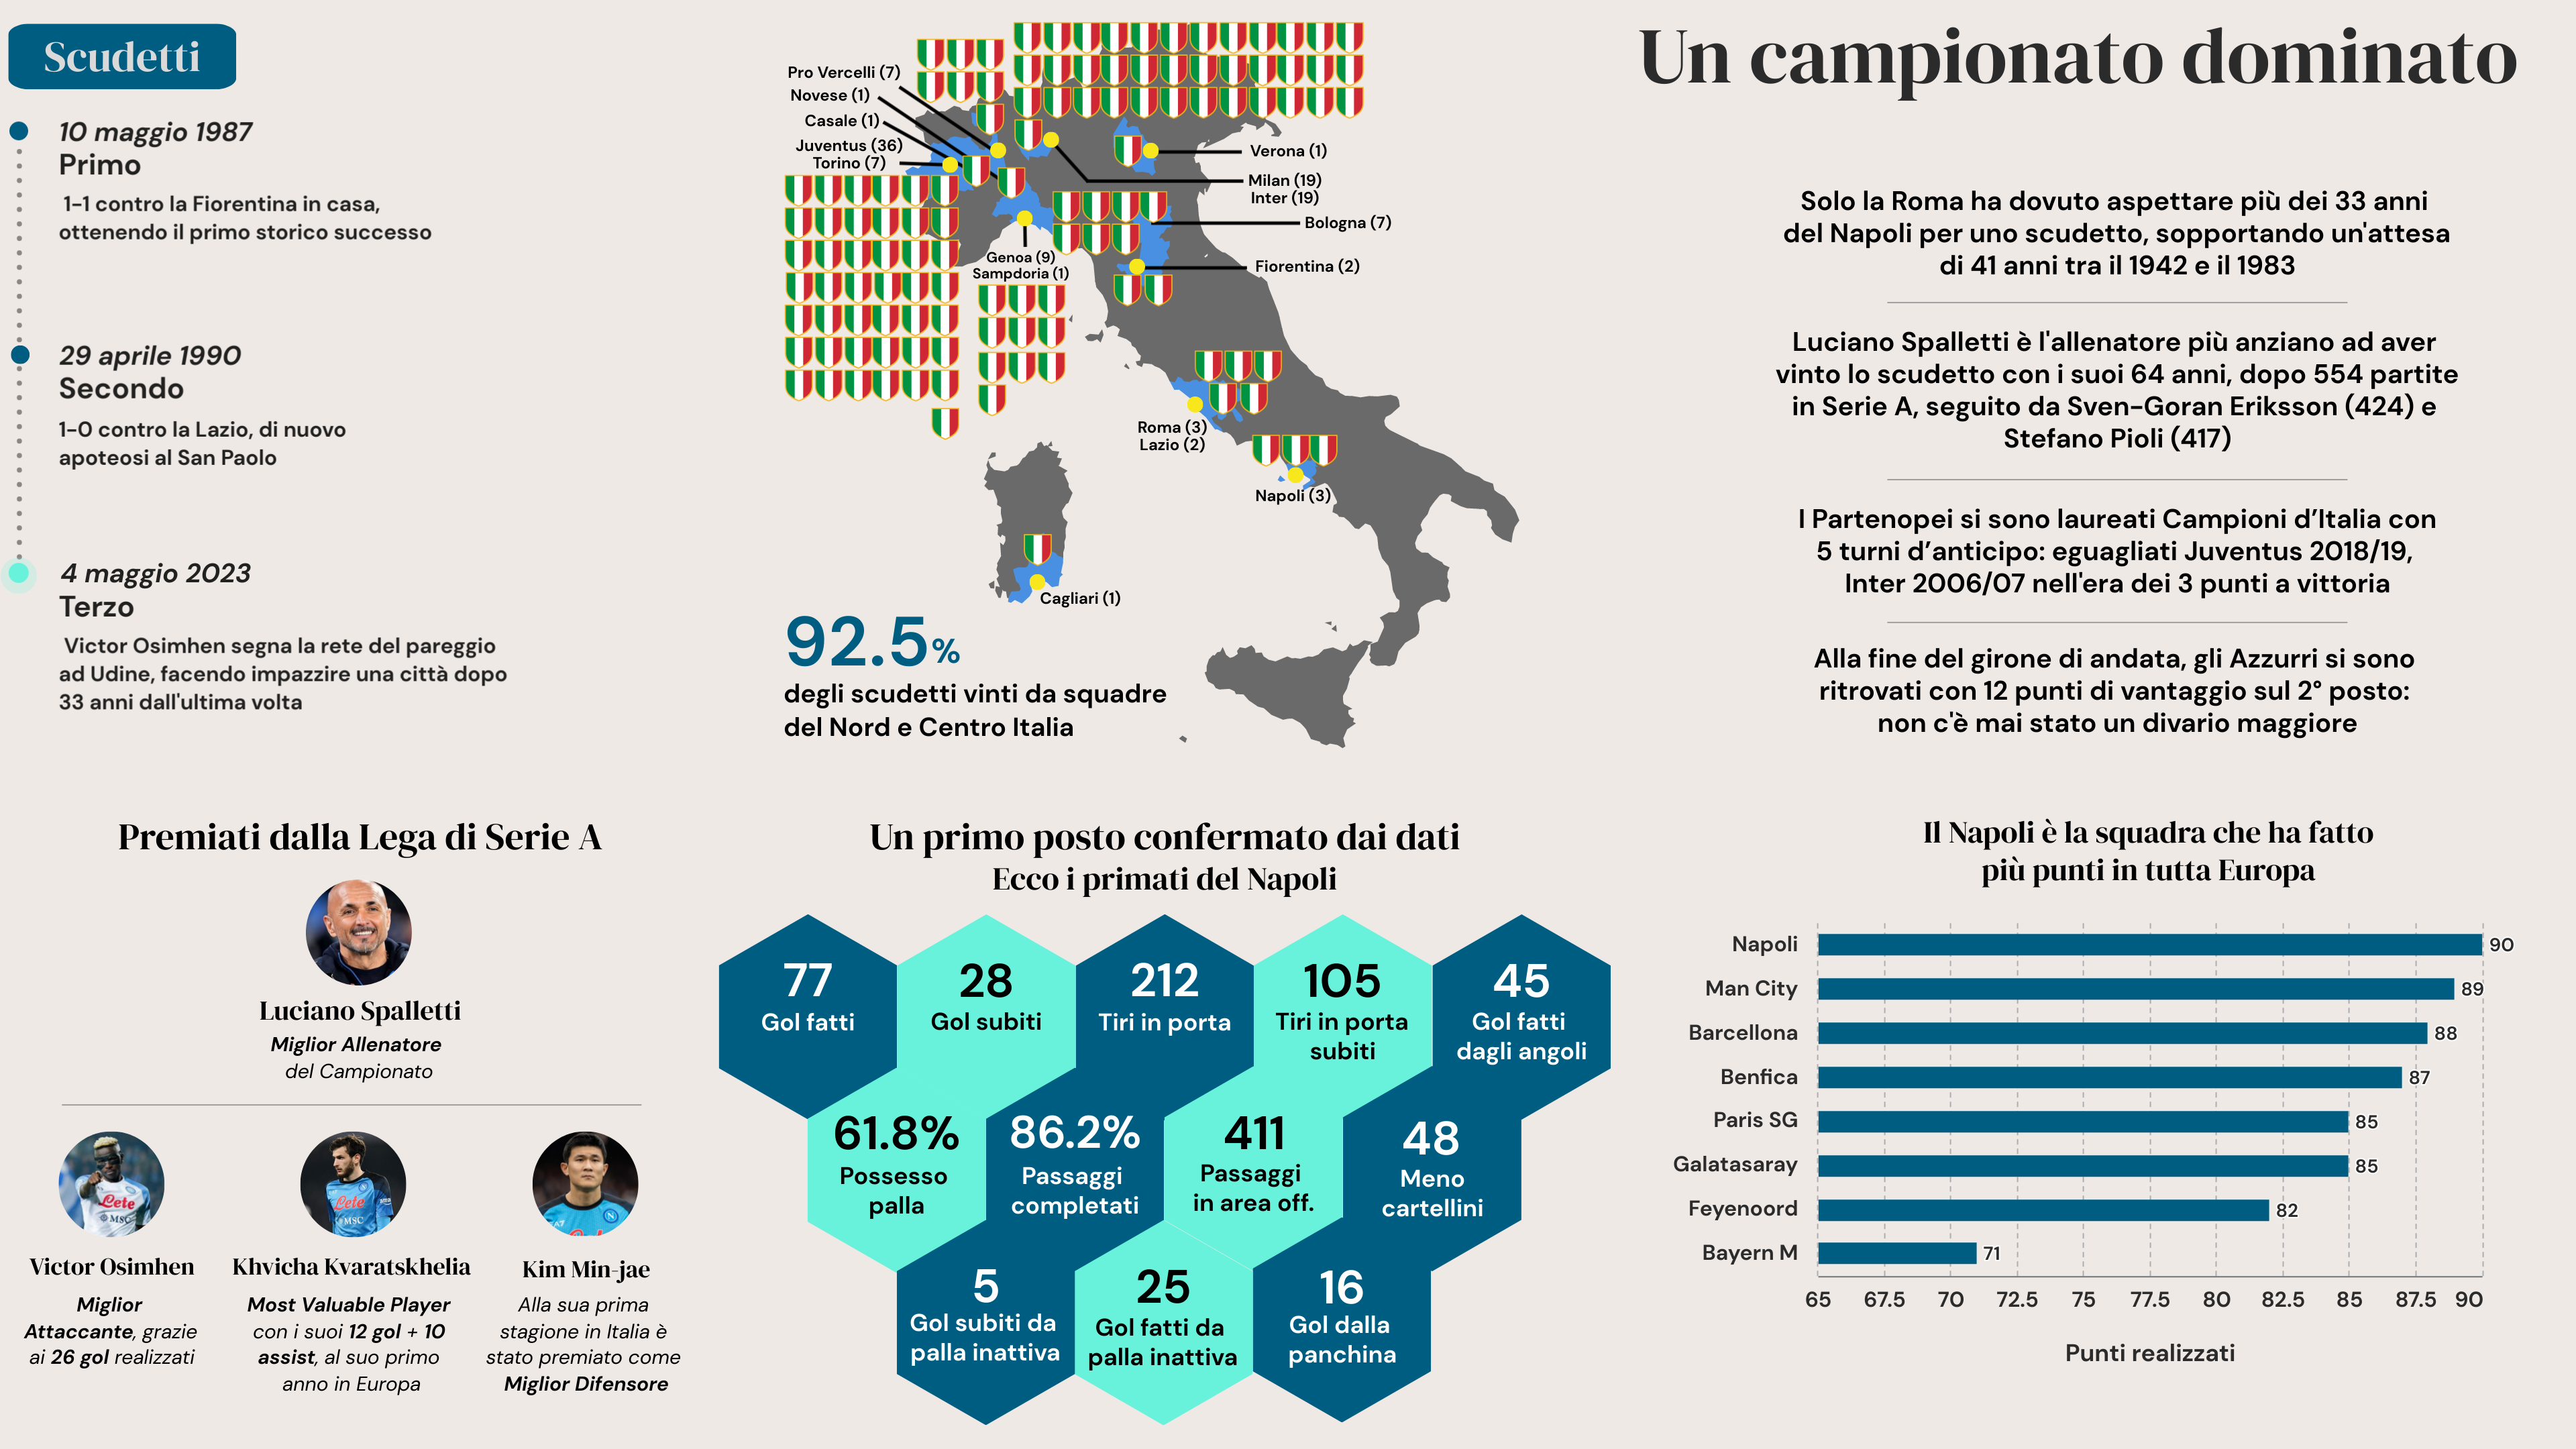 Scudetti
10 maggio 1987
Primo
1-1 contro la Fiorentina in casa,
ottenendo il primo storico successo
29 aprile 1990
Secondo
1-0 contro la Lazio, di nuovo
apoteosi al San Paolo
4 maggio 2023
Terzo
Victor Osimhen segna la rete del pareggio
ad Udine, facendo impazzire una città dopo
33 anni dall'ultima volta
Pro Vercelli (7)
Novese (1)
Casale (1)
Juventus (36)
Torino (7)
Verona (1)
Milan (19)
Inter (19)
Bologna (7)
Genoa (9)
Sampdoria (1)
Fiorentina (2)
Roma (3)
Lazio (2)
Napoli (3)
Cagliari (1)
92.5%
degli scudetti vinti da squadre
del Nord e Centro Italia
Un campionato dominato
Solo la Roma ha dovuto aspettare più dei 33 anni
del Napoli per uno scudetto, sopportando un'attesa
di 41 anni tra il 1942 e il 1983
Luciano Spalletti è l'allenatore più anziano ad aver
vinto lo scudetto con i suoi 64 anni, dopo 554 partite
in Serie A, seguito da Sven-Goran Eriksson (424) e
Stefano Pioli (417)
I Partenopei si sono laureati Campioni d’Italia con
5 turni d’anticipo: eguagliati Juventus 2018/19,
Inter 2006/07 nell'era dei 3 punti a vittoria
Alla fine del girone di andata, gli Azzurri si sono
ritrovati con 12 punti di vantaggio sul 2° posto:
non c'è mai stato un divario maggiore
Premiati dalla Lega di Serie A
Luciano Spalletti
Miglior Allenatore
del Campionato
Lete
MSC
Lete
MSC
Victor Osimhen
Miglior
Attaccante, grazie
ai 26 gol realizzati
Khvicha Kvaratskhelia
Most Valuable Player
con i suoi 12 gol + 10
assist, al suo primo
anno in Europa
Kim Min-jae
Alla sua prima
stagione in Italia è
stato premiato come
Miglior Difensore
Un primo posto confermato dai dati
Ecco i primati del Napoli
77
Gol fatti
28
Gol subiti
212
Tiri in porta
105
Tiri in porta
subiti
45
Gol fatti
dagli angoli
61.8%
Possesso
palla
86.2%
Passaggi
completati
411
Passaggi
in area off.
48
Meno
cartellini
5
Gol subiti da
palla inattiva
25
Gol fatti da
palla inattiva
16
Gol dalla
panchina
Il Napoli è la squadra che ha fatto
più punti in tutta Europa
Napoli 90
Man City 89
Barcellona 88
Benfica 87
Paris SG 85
Galatasaray 85
Feyenoord 82
Bayern M 71
65 67.5 70 72.5 75 77.5 80 82.5 85 87.5 90
Punti realizzati